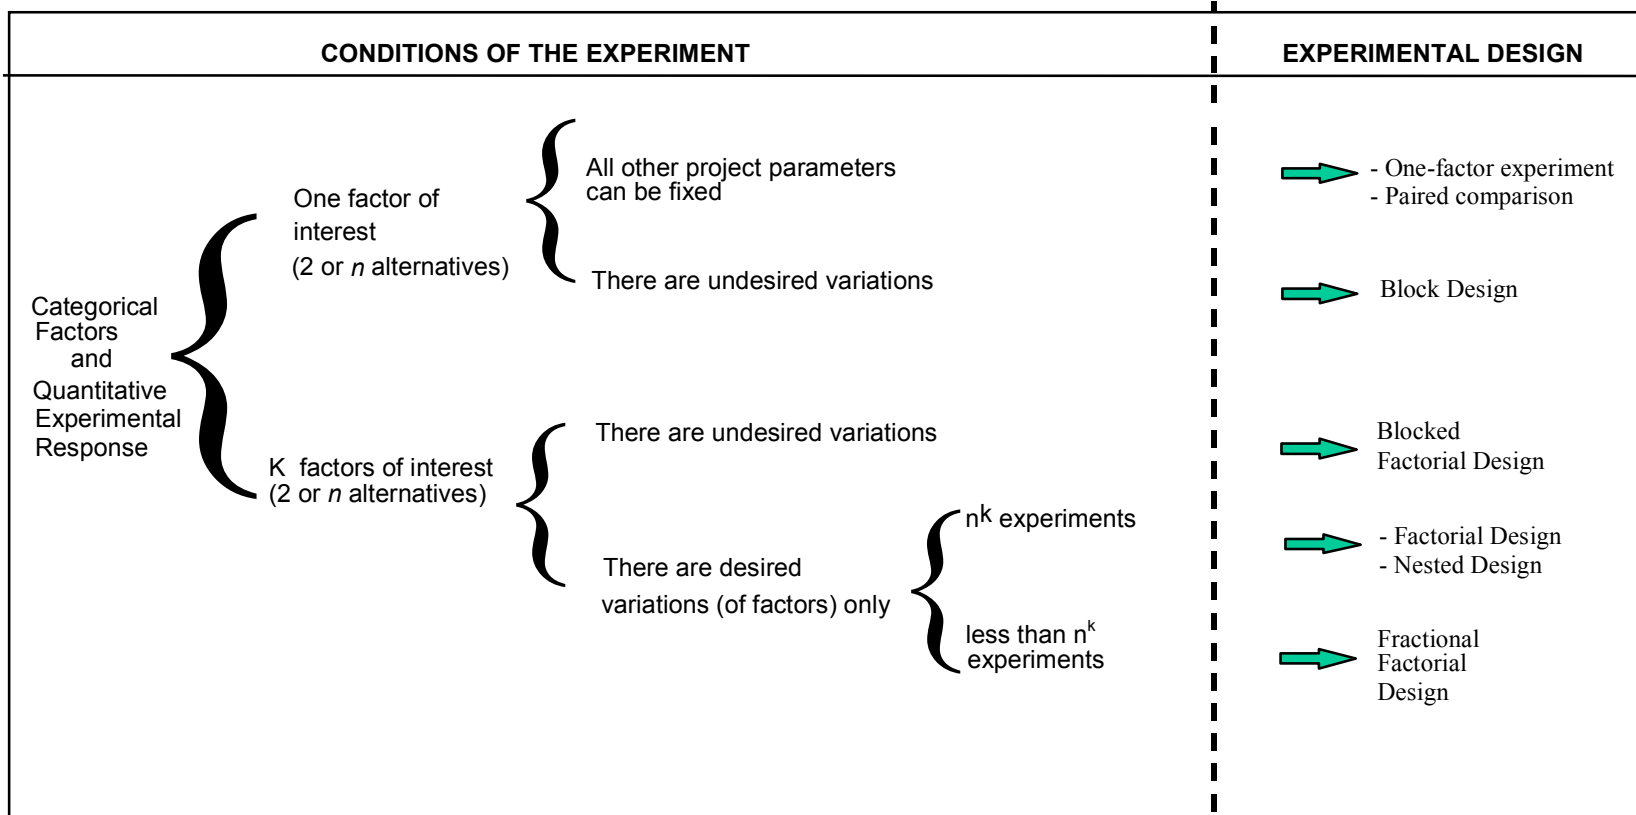 CONDITIONS OF THE EXPERIMENT
EXPERIMENTAL DESIGN
Categorical
Factors
and
Quantitative
Experimental
Response
One factor of
interest
(2 or n alternatives)
All other project parameters
can be fixed
- One-factor experiment
- Paired comparison
There are undesired variations
Block Design
K factors of interest
(2 or n alternatives)
There are undesired variations
Blocked
Factorial Design
There are desired
variations (of factors) only
n^k experiments
- Factorial Design
- Nested Design
less than n^k
experiments
Fractional
Factorial
Design